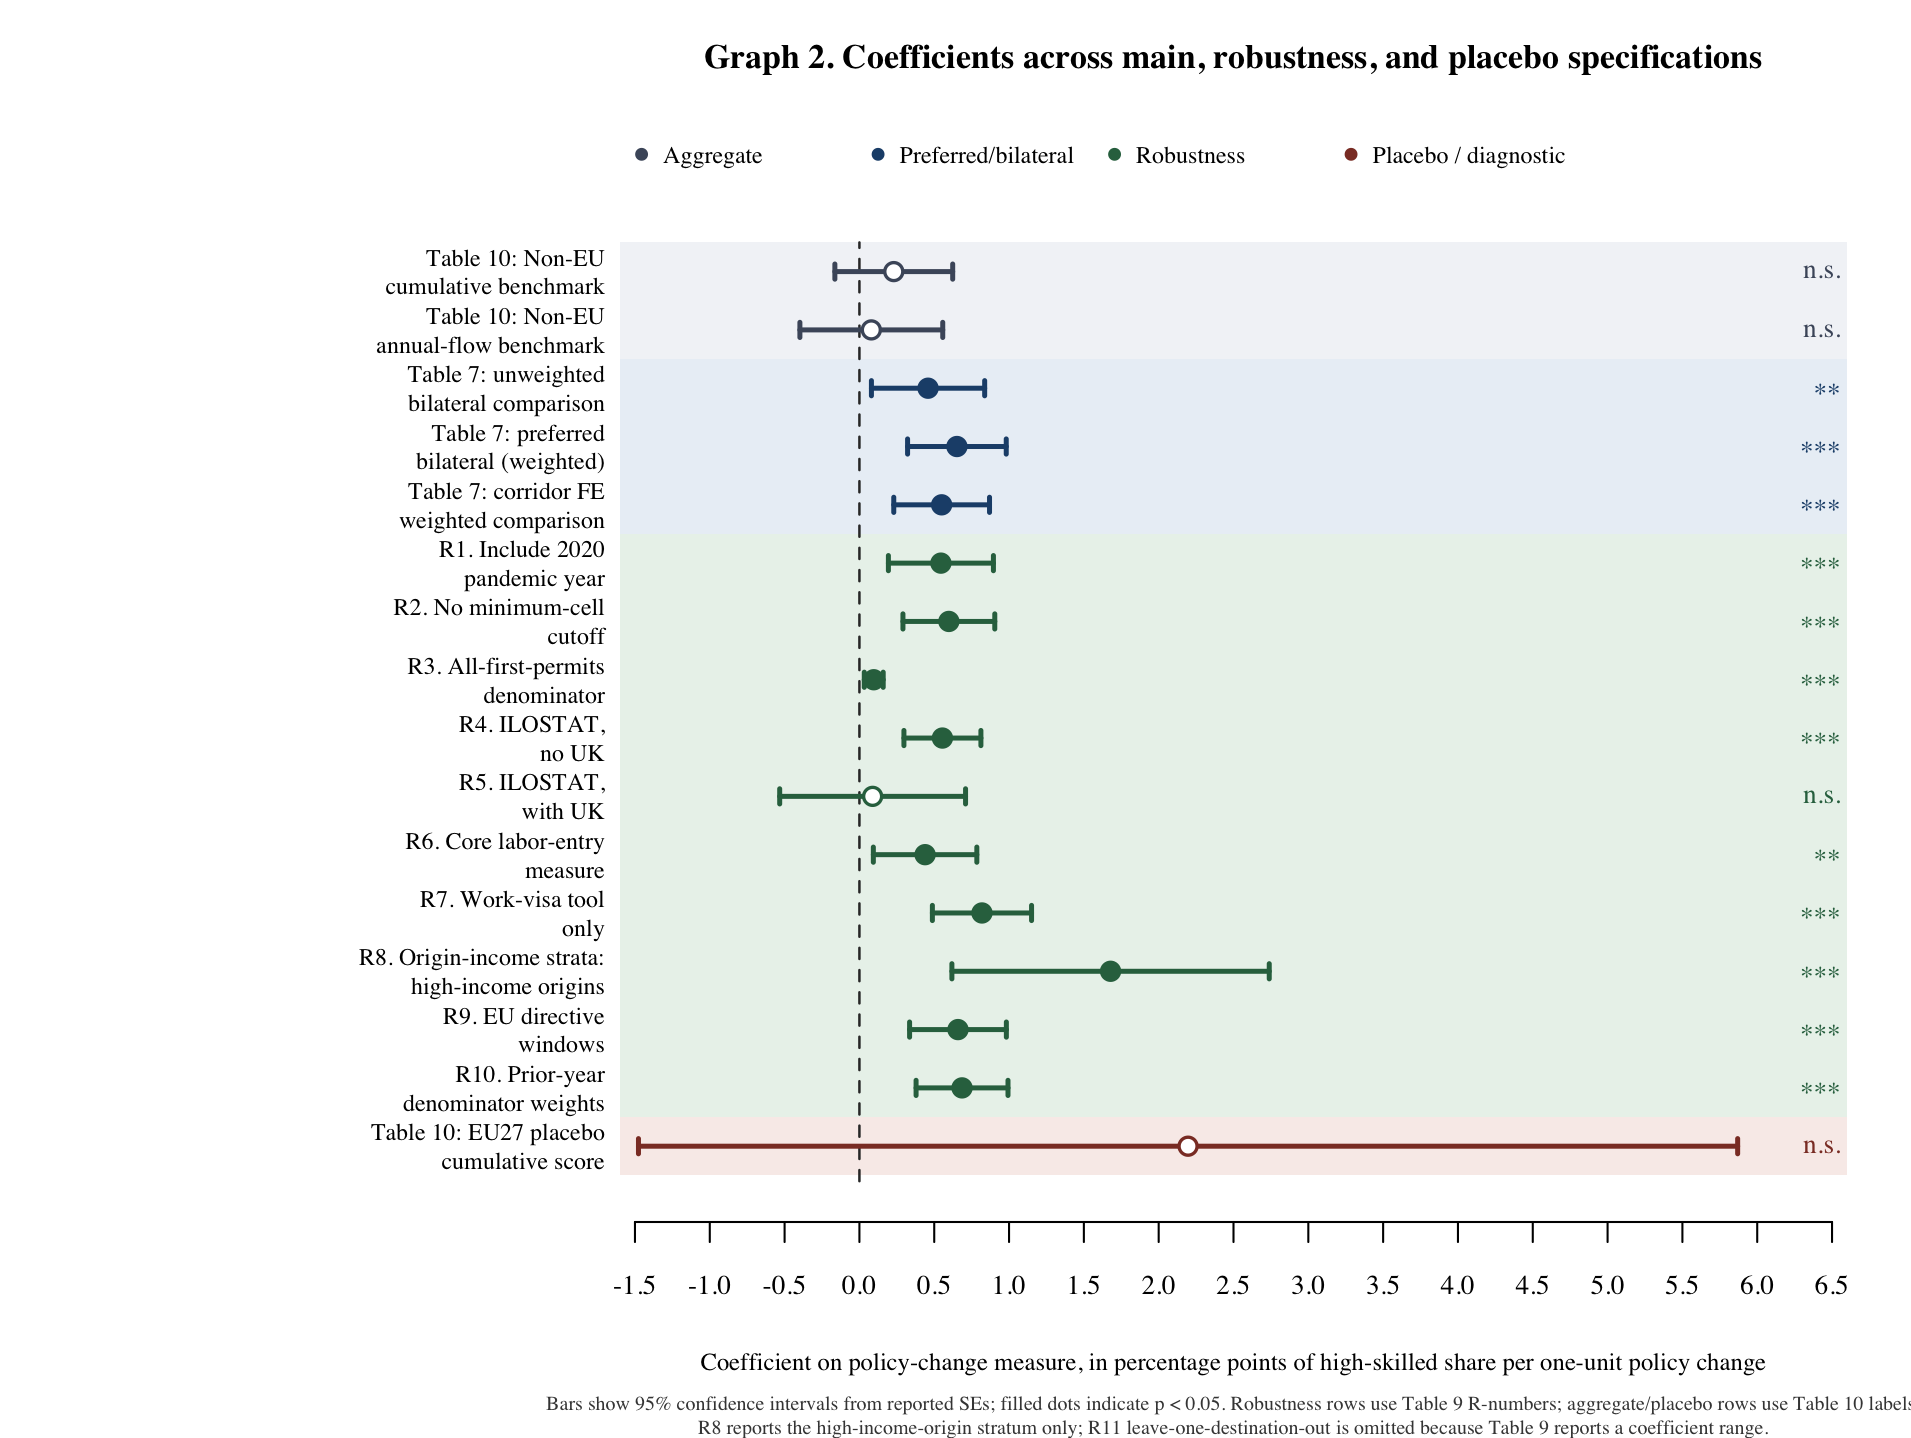 Graph 2. Coefficients across main, robustness, and placebo specifications
Aggregate
Preferred/bilateral
Robustness
Placebo / diagnostic
Table 10: Non-EU
cumulative benchmark
n.s.
Table 10: Non-EU
annual-flow benchmark
n.s.
Table 7: unweighted
bilateral comparison
**
Table 7: preferred
bilateral (weighted)
***
Table 7: corridor FE
weighted comparison
***
R1. Include 2020
pandemic year
***
R2. No minimum-cell
cutoff
***
R3. All-first-permits
denominator
***
R4. ILOSTAT,
no UK
***
R5. ILOSTAT,
with UK
n.s.
R6. Core labor-entry
measure
**
R7. Work-visa tool
only
***
R8. Origin-income strata:
high-income origins
***
R9. EU directive
windows
***
R10. Prior-year
denominator weights
***
Table 10: EU27 placebo
cumulative score
n.s.
-1.5 -1.0 -0.5 0.0 0.5 1.0 1.5 2.0 2.5 3.0 3.5 4.0 4.5 5.0 5.5 6.0 6.5
Coefficient on policy-change measure, in percentage points of high-skilled share per one-unit policy change
Bars show 95% confidence intervals from reported SEs; filled dots indicate p < 0.05. Robustness rows use Table 9 R-numbers; aggregate/placebo rows use Table 10 labels
R8 reports the high-income-origin stratum only; R11 leave-one-destination-out is omitted because Table 9 reports a coefficient range.